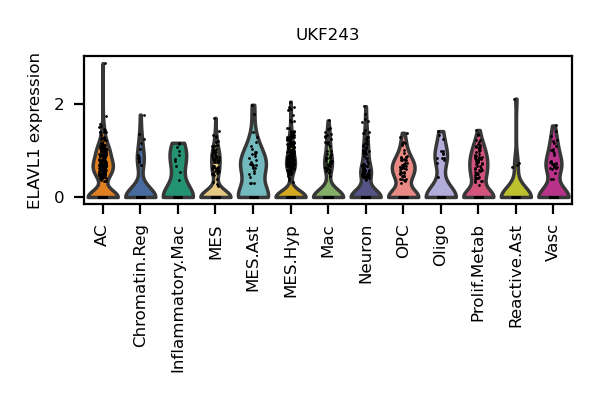 UKF243
ELAVL1 expression
2
0
AC
Chromatin.Reg
Inflammatory.Mac
MES
MES.Ast
MES.Hyp
Mac
Neuron
OPC
Oligo
Prolif.Metab
Reactive.Ast
Vasc